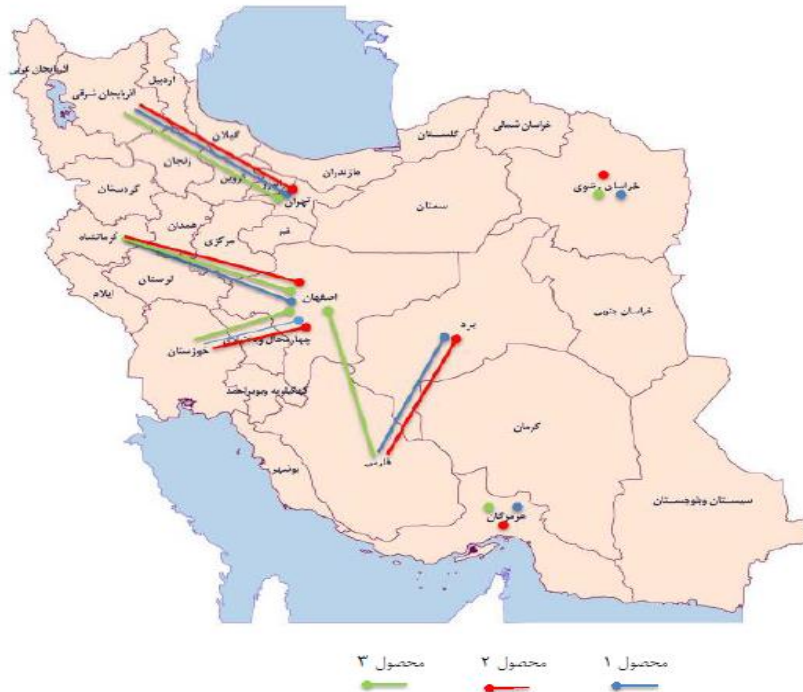 اردبیل
آذربایجان غربی
آذربایجان شرقی
گیلان
خراسان شمالی
گلستان
زنجان
مازندران
قزوین
خراسان رضوی
کردستان
تهران
سمنان
همدان
مرکزی
قم
کرمانشاه
لرستان
ایلام
اصفهان
خراسان جنوبی
یزد
چهارمحال وبختیاری
خوزستان
کهگیلویه وبویراحمد
کرمان
فارس
بوشهر
سیستان وبلوچستان
هرمزگان
محصول ۱
محصول ۲
محصول ۳